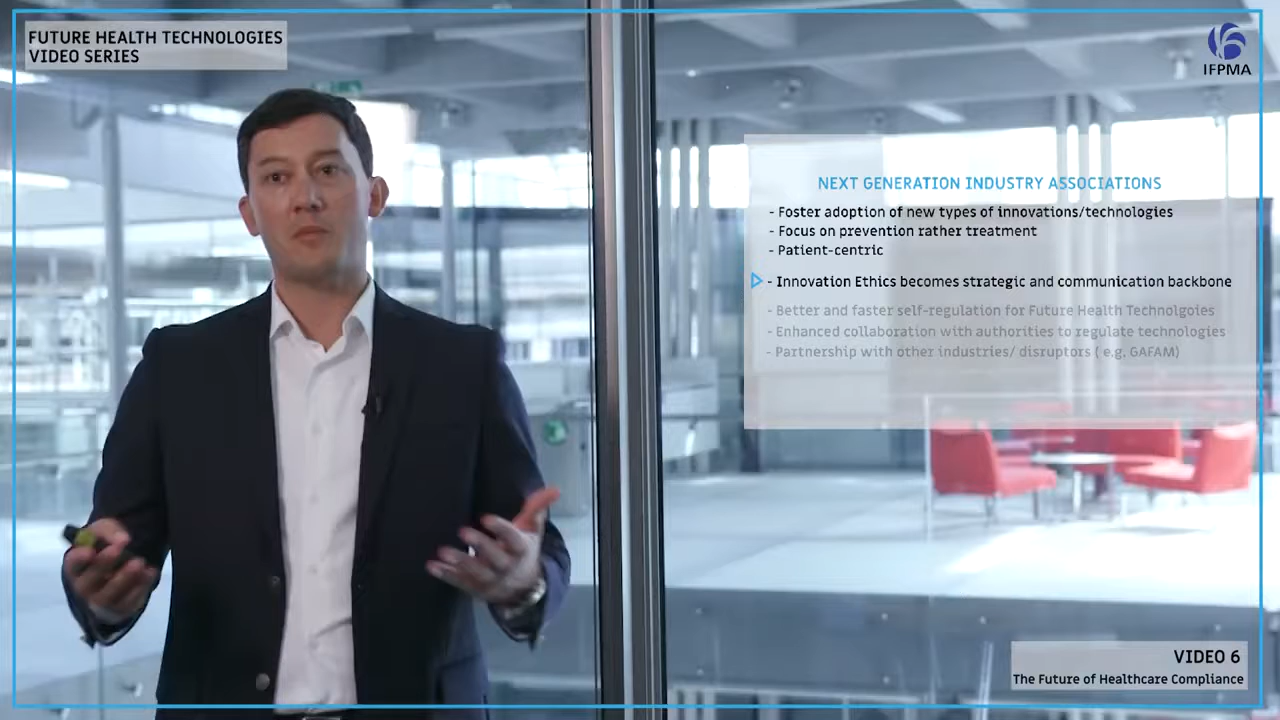 FUTURE HEALTH TECHNOLOGIES
VIDEO SERIES
IFPMA
NEXT GENERATION INDUSTRY ASSOCIATIONS
- Foster adoption of new types of innovations/technologies
- Focus on prevention rather treatment
- Patient-centric
- Innovation Ethics becomes strategic and communication backbone
- Better and faster self-regulation for Future Health Technolgoies
- Enhanced collaboration with authorities to regulate technologies
- Partnership with other industries/ disruptors ( e.g. GAFAM)
VIDEO 6
The Future of Healthcare Compliance